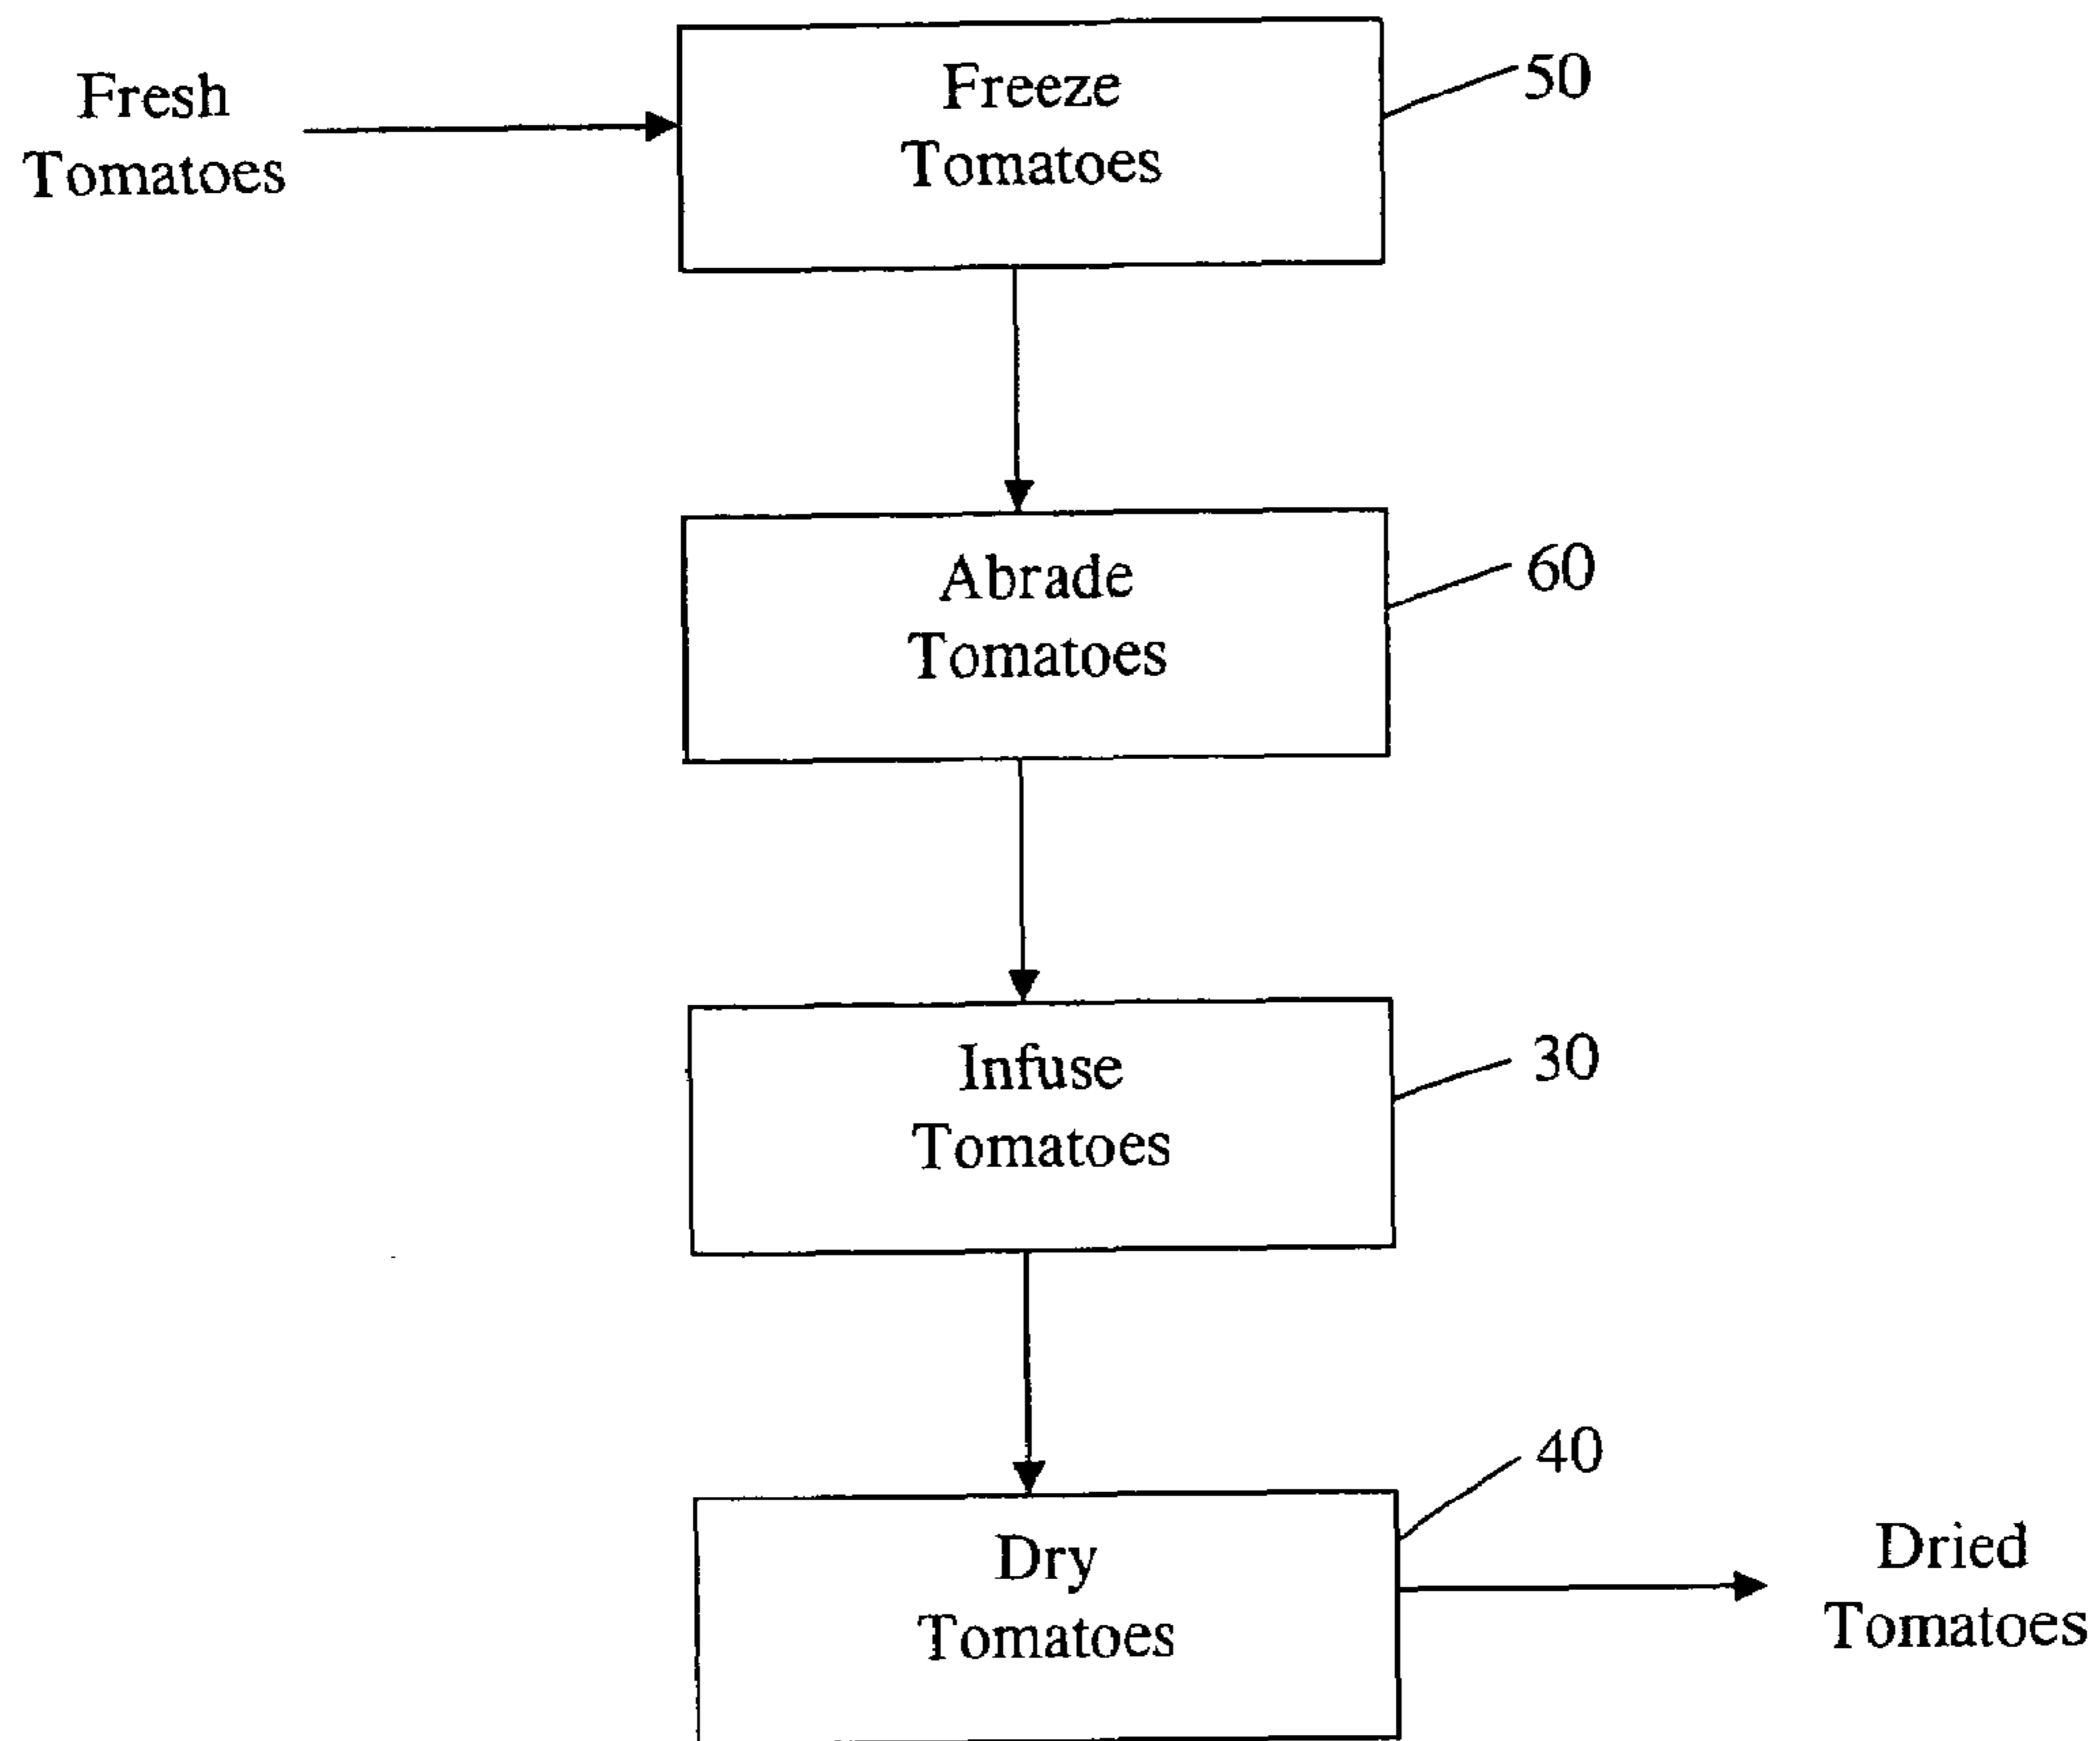 Fresh
Tomatoes
Freeze
Tomatoes
50
Abrade
Tomatoes
60
Infuse
Tomatoes
30
Dry
Tomatoes
40
Dried
Tomatoes